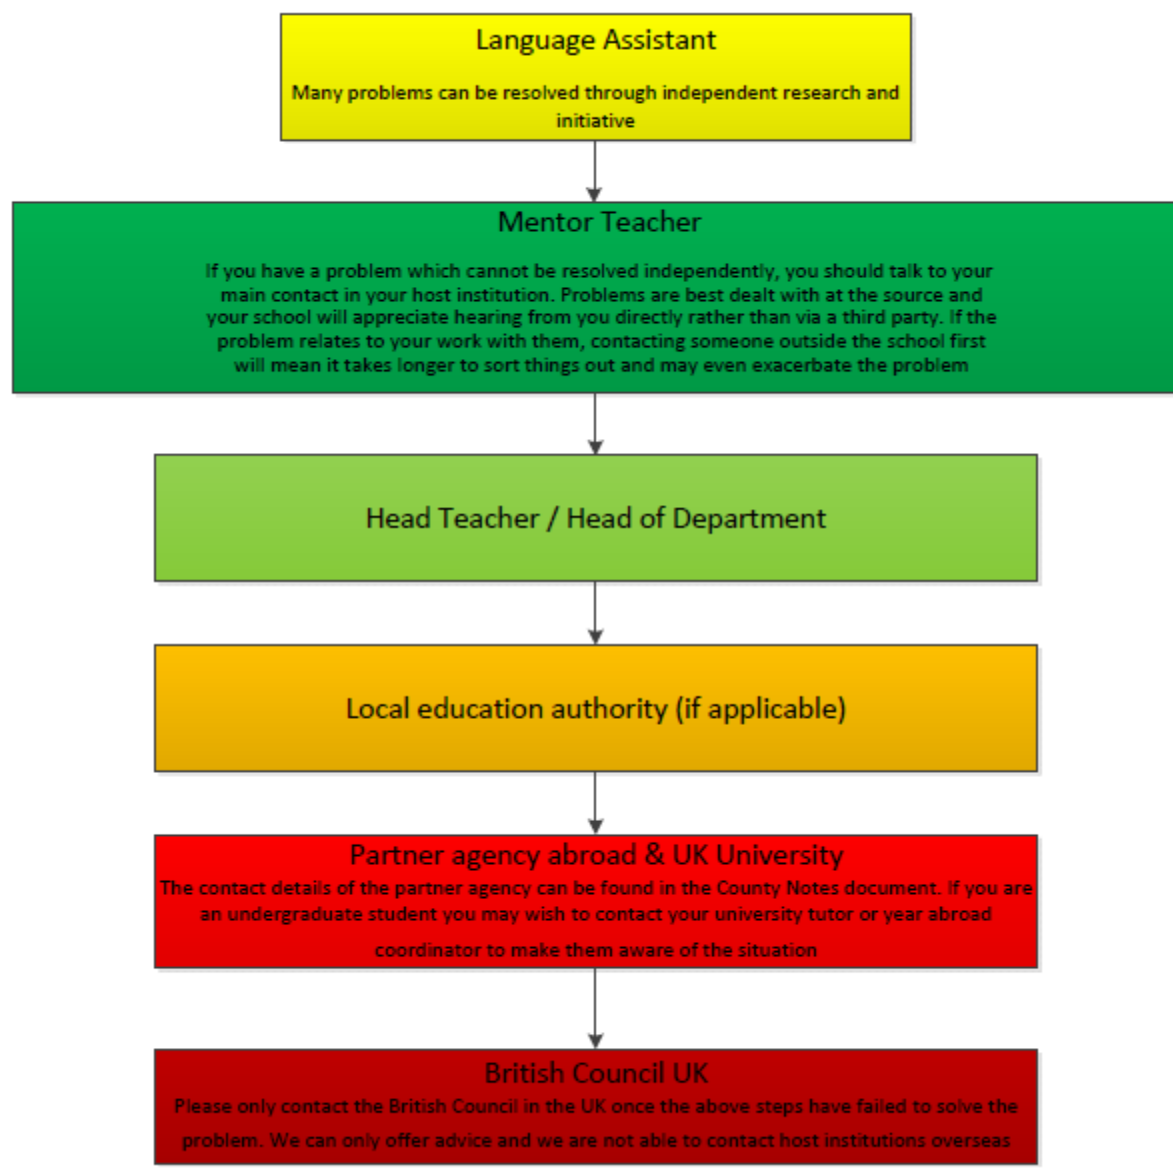 Language Assistant
Many problems can be resolved through independent research and
initiative
Mentor Teacher
If you have a problem which cannot be resolved independently, you should talk to your
main contact in your host institution. Problems are best dealt with at the source and
your school will appreciate hearing from you directly rather than via a third party. If the
problem relates to your work with them, contacting someone outside the school first
will mean it takes longer to sort things out and may even exacerbate the problem
Head Teacher / Head of Department
Local education authority (if applicable)
Partner agency abroad & UK University
The contact details of the partner agency can be found in the County Notes document. If you are
an undergraduate student you may wish to contact your university tutor or year abroad
coordinator to make them aware of the situation
British Council UK
Please only contact the British Council in the UK once the above steps have failed to solve the
problem. We can only offer advice and we are not able to contact host institutions overseas